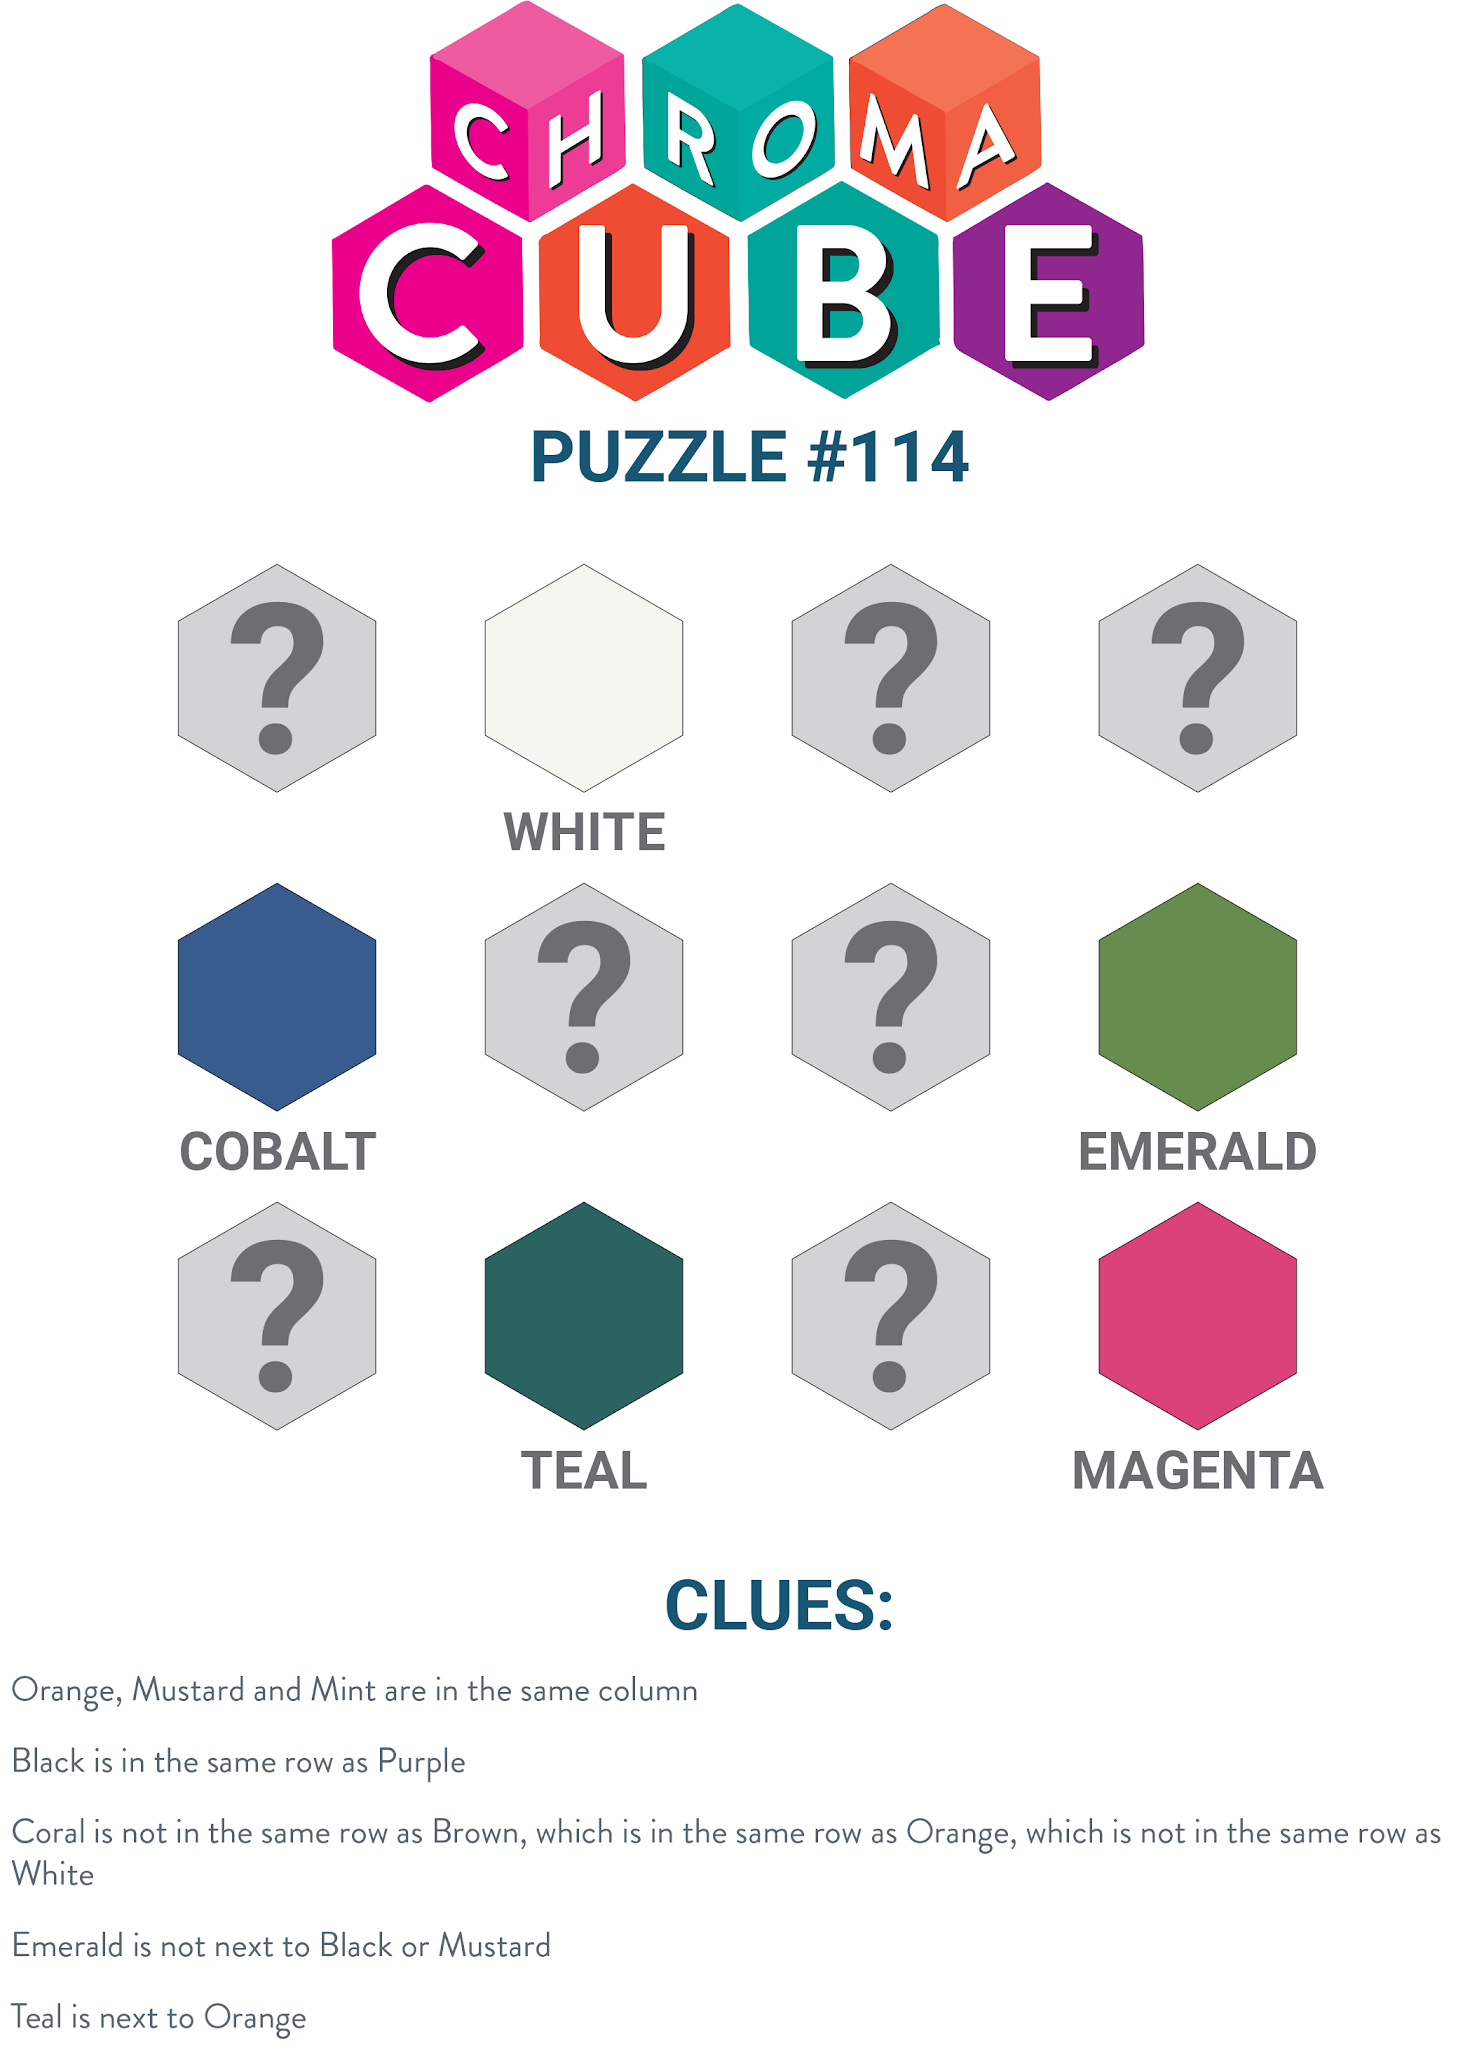 CHROMA
CUBE
PUZZLE #114
? ? ?
WHITE
? ?
COBALT EMERALD
? ?
TEAL MAGENTA
CLUES:
Orange, Mustard and Mint are in the same column
Black is in the same row as Purple
Coral is not in the same row as Brown, which is in the same row as Orange, which is not in the same row as
White
Emerald is not next to Black or Mustard
Teal is next to Orange